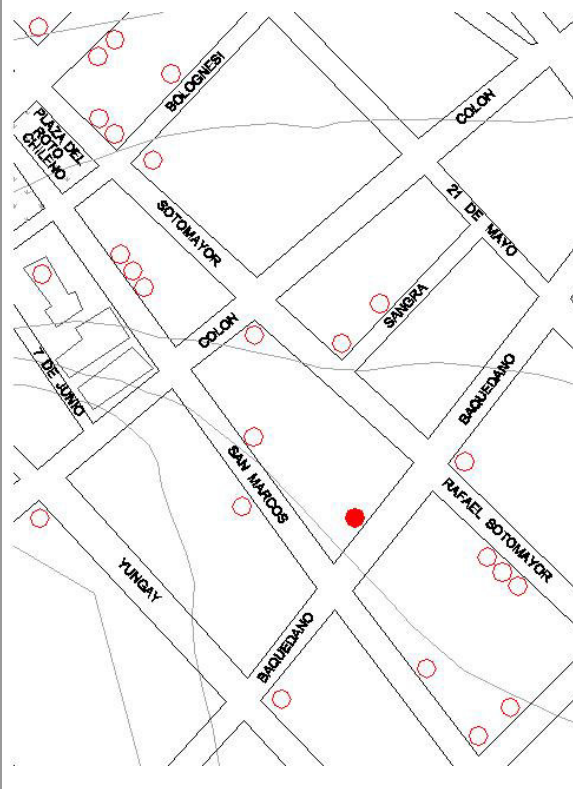 BOLOGNESI
COLON
PLAZA DEL
ROTO
CHILENO
21 DE MAYO
SOTOMAYOR
SANGRA
COLON
7 DE JUNIO
BAQUEDANO
SAN MARCOS
RAFAEL SOTOMAYOR
YUNGAY
BAQUEDANO